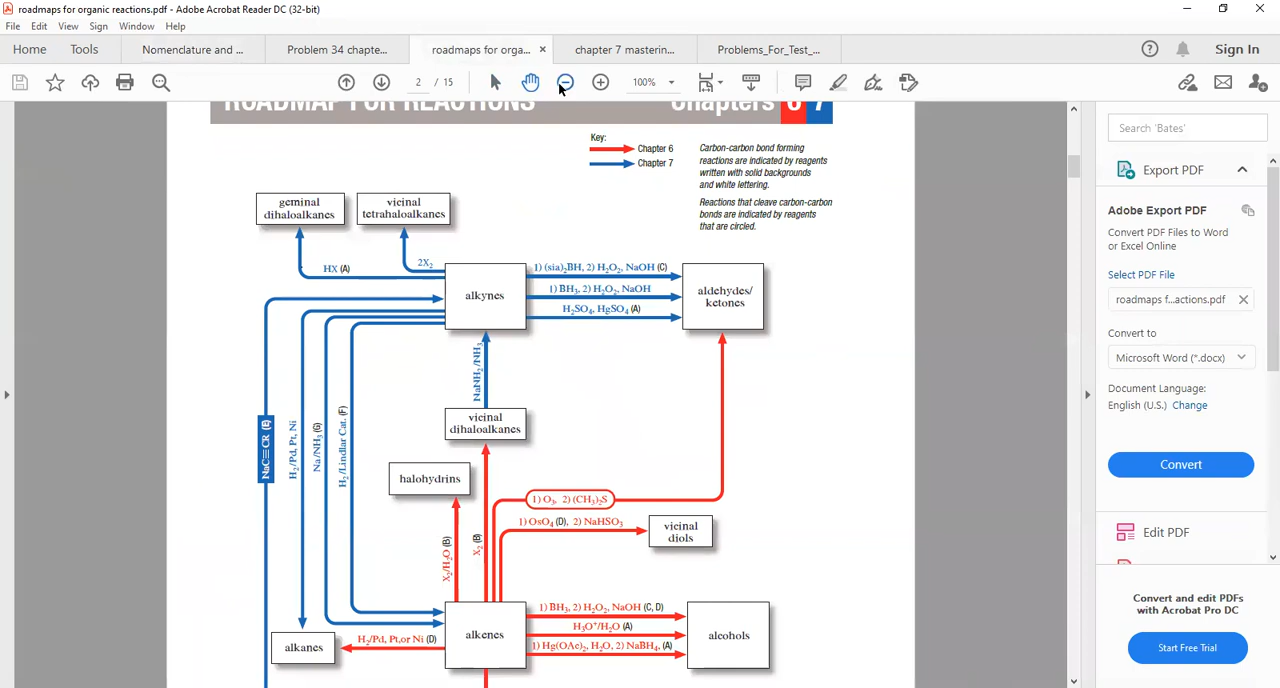 roadmaps for organic reactions.pdf - Adobe Acrobat Reader DC (32-bit)
File Edit View Sign Window Help
Home Tools Nomenclature and ... Problem 34 chapte... roadmaps for orga... × chapter 7 masterin... Problems_For_Test_... Sign In
2 / 15 100%
ROADMAP FOR REACTIONS Chapters 6 7
Key:
Chapter 6
Chapter 7
Carbon-carbon bond forming
reactions are indicated by reagents
written with solid backgrounds
and white lettering.
Reactions that cleave carbon-carbon
bonds are indicated by reagents
that are circled.
geminal
dihaloalkanes
vicinal
tetrahaloalkanes
HX (A)
2X₂
alkynes
1) (sia)₂BH, 2) H₂O₂, NaOH (C)
1) BH₃, 2) H₂O₂, NaOH
H₂SO₄, HgSO₄ (A)
aldehydes/
ketones
NaC≡CR (E)
H₂/Pd, Pt, Ni
Na/NH₃ (G)
H₂/Lindlar Cat. (F)
NaNH₂/NH₃
vicinal
dihaloalkanes
halohydrins
X₂/H₂O (B)
X₂ (B)
1) O₃, 2) (CH₃)₂S
1) OsO₄ (D), 2) NaHSO₃
vicinal
diols
alkenes
1) BH₃, 2) H₂O₂, NaOH (C, D)
H₃O⁺/H₂O (A)
1) Hg(OAc)₂, H₂O, 2) NaBH₄, (A)
alcohols
alkanes
H₂/Pd, Pt,or Ni (D)
Search 'Bates'
Export PDF
Adobe Export PDF
Convert PDF Files to Word
or Excel Online
Select PDF File
roadmaps f...actions.pdf ×
Convert to
Microsoft Word (*.docx)
Document Language:
English (U.S.) Change
Convert
Edit PDF
Convert and edit PDFs
with Acrobat Pro DC
Start Free Trial